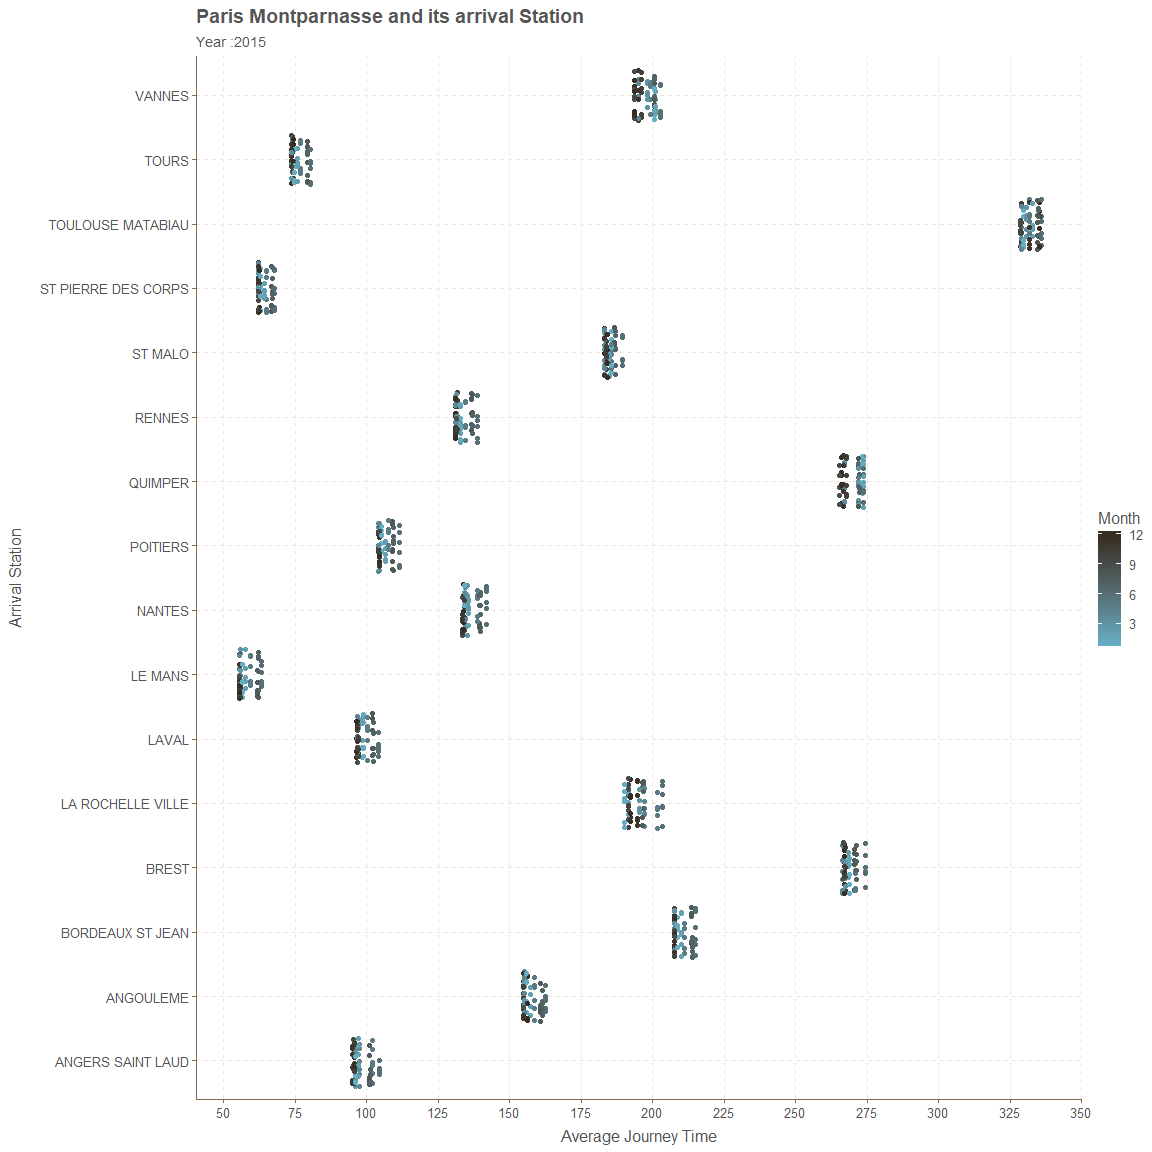 Paris Montparnasse and its arrival Station
Year :2015
VANNES
TOURS
TOULOUSE MATABIAU
ST PIERRE DES CORPS
ST MALO
RENNES
QUIMPER
POITIERS
NANTES
LE MANS
LAVAL
LA ROCHELLE VILLE
BREST
BORDEAUX ST JEAN
ANGOULEME
ANGERS SAINT LAUD
Arrival Station
50 75 100 125 150 175 200 225 250 275 300 325 350
Average Journey Time
Month
12
9
6
3